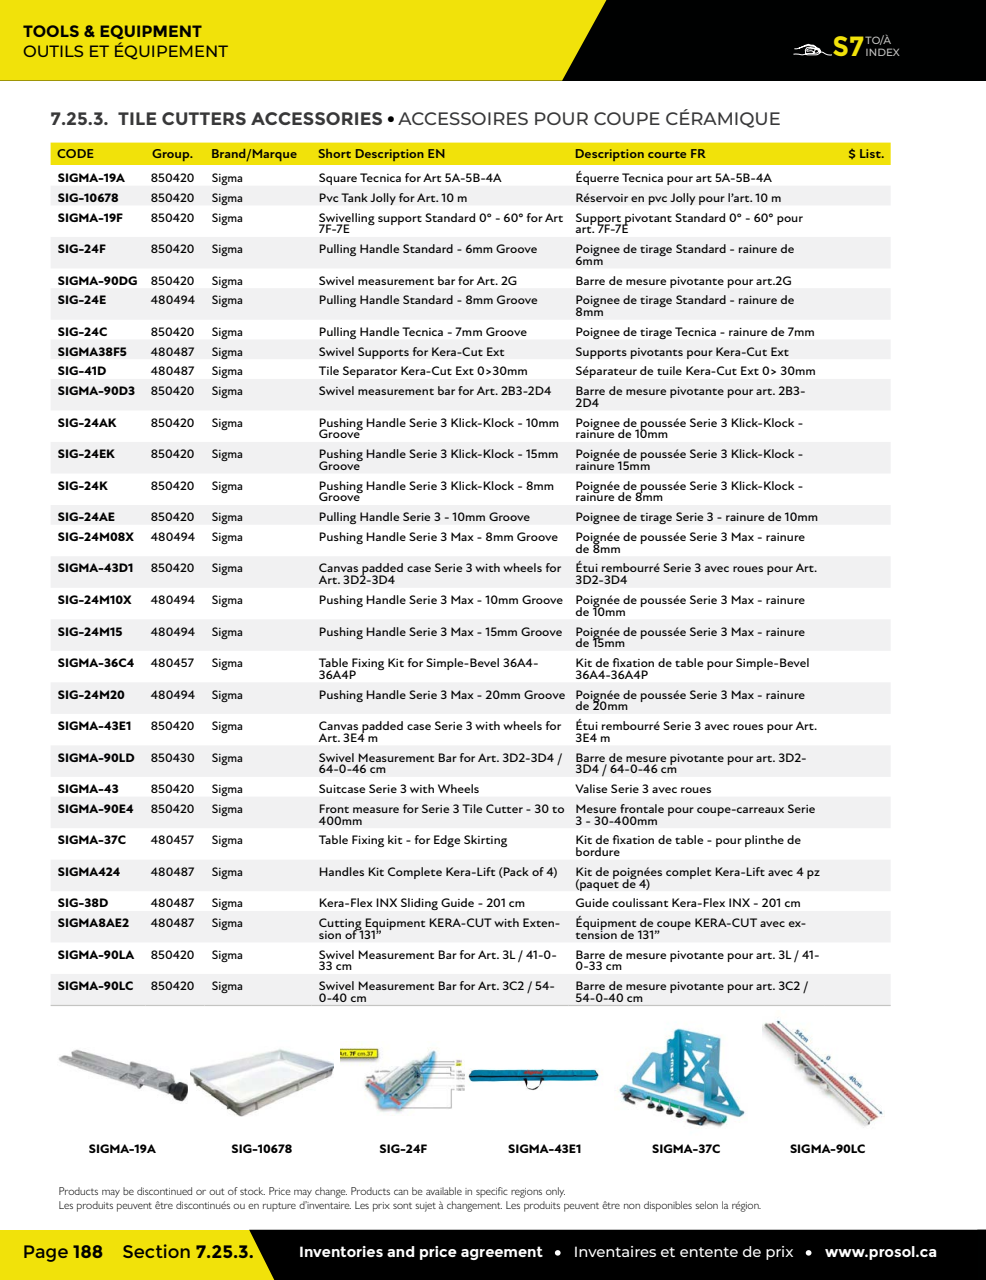 TOOLS & EQUIPMENT
OUTILS ET ÉQUIPEMENT
S7 TO/À INDEX
7.25.3. TILE CUTTERS ACCESSORIES • ACCESSOIRES POUR COUPE CÉRAMIQUE
CODE Group. Brand/Marque Short Description EN Description courte FR $ List.
SIGMA-19A 850420 Sigma Square Tecnica for Art 5A-5B-4A Équerre Tecnica pour art 5A-5B-4A
SIG-10678 850420 Sigma Pvc Tank Jolly for Art. 10 m Réservoir en pvc Jolly pour l'art. 10 m
SIGMA-19F 850420 Sigma Swivelling support Standard 0° - 60° for Art Support pivotant Standard 0° - 60° pour
7F-7E art. 7F-7E
SIG-24F 850420 Sigma Pulling Handle Standard - 6mm Groove Poignee de tirage Standard - rainure de
6mm
SIGMA-90DG 850420 Sigma Swivel measurement bar for Art. 2G Barre de mesure pivotante pour art.2G
SIG-24E 480494 Sigma Pulling Handle Standard - 8mm Groove Poignee de tirage Standard - rainure de
8mm
SIG-24C 850420 Sigma Pulling Handle Tecnica - 7mm Groove Poignee de tirage Tecnica - rainure de 7mm
SIGMA38F5 480487 Sigma Swivel Supports for Kera-Cut Ext Supports pivotants pour Kera-Cut Ext
SIG-41D 480487 Sigma Tile Separator Kera-Cut Ext 0>30mm Séparateur de tuile Kera-Cut Ext 0> 30mm
SIGMA-90D3 850420 Sigma Swivel measurement bar for Art. 2B3-2D4 Barre de mesure pivotante pour art. 2B3-
2D4
SIG-24AK 850420 Sigma Pushing Handle Serie 3 Klick-Klock - 10mm Poignee de poussée Serie 3 Klick-Klock -
Groove rainure de 10mm
SIG-24EK 850420 Sigma Pushing Handle Serie 3 Klick-Klock - 15mm Poignée de poussée Serie 3 Klick-Klock -
Groove rainure 15mm
SIG-24K 850420 Sigma Pushing Handle Serie 3 Klick-Klock - 8mm Poignée de poussée Serie 3 Klick-Klock -
Groove rainure de 8mm
SIG-24AE 850420 Sigma Pulling Handle Serie 3 - 10mm Groove Poignee de tirage Serie 3 - rainure de 10mm
SIG-24M08X 480494 Sigma Pushing Handle Serie 3 Max - 8mm Groove Poignée de poussée Serie 3 Max - rainure
de 8mm
SIGMA-43D1 850420 Sigma Canvas padded case Serie 3 with wheels for Étui rembourré Serie 3 avec roues pour Art.
Art. 3D2-3D4 3D2-3D4
SIG-24M10X 480494 Sigma Pushing Handle Serie 3 Max - 10mm Groove Poignée de poussée Serie 3 Max - rainure
de 10mm
SIG-24M15 480494 Sigma Pushing Handle Serie 3 Max - 15mm Groove Poignée de poussée Serie 3 Max - rainure
de 15mm
SIGMA-36C4 480457 Sigma Table Fixing Kit for Simple-Bevel 36A4- Kit de fixation de table pour Simple-Bevel
36A4P 36A4-36A4P
SIG-24M20 480494 Sigma Pushing Handle Serie 3 Max - 20mm Groove Poignée de poussée Serie 3 Max - rainure
de 20mm
SIGMA-43E1 850420 Sigma Canvas padded case Serie 3 with wheels for Étui rembourré Serie 3 avec roues pour Art.
Art. 3E4 m 3E4 m
SIGMA-90LD 850430 Sigma Swivel Measurement Bar for Art. 3D2-3D4 / Barre de mesure pivotante pour art. 3D2-
64-0-46 cm 3D4 / 64-0-46 cm
SIGMA-43 850420 Sigma Suitcase Serie 3 with Wheels Valise Serie 3 avec roues
SIGMA-90E4 850420 Sigma Front measure for Serie 3 Tile Cutter - 30 to Mesure frontale pour coupe-carreaux Serie
400mm 3 - 30-400mm
SIGMA-37C 480457 Sigma Table Fixing kit - for Edge Skirting Kit de fixation de table - pour plinthe de
bordure
SIGMA424 480487 Sigma Handles Kit Complete Kera-Lift (Pack of 4) Kit de poignées complet Kera-Lift avec 4 pz
(paquet de 4)
SIG-38D 480487 Sigma Kera-Flex INX Sliding Guide - 201 cm Guide coulissant Kera-Flex INX - 201 cm
SIGMA8AE2 480487 Sigma Cutting Equipment KERA-CUT with Exten- Équipment de coupe KERA-CUT avec ex-
sion of 131” tension de 131”
SIGMA-90LA 850420 Sigma Swivel Measurement Bar for Art. 3L / 41-0- Barre de mesure pivotante pour art. 3L / 41-
33 cm 0-33 cm
SIGMA-90LC 850420 Sigma Swivel Measurement Bar for Art. 3C2 / 54- Barre de mesure pivotante pour art. 3C2 /
0-40 cm 54-0-40 cm
Art. 7F cm.37
54cm 0 40cm
SIGMA-19A SIG-10678 SIG-24F SIGMA-43E1 SIGMA-37C SIGMA-90LC
Products may be discontinued or out of stock. Price may change. Products can be available in specific regions only.
Les produits peuvent être discontinués ou en rupture d'inventaire. Les prix sont sujet à changement. Les produits peuvent être non disponibles selon la région.
Page 188 Section 7.25.3. Inventories and price agreement • Inventaires et entente de prix • www.prosol.ca